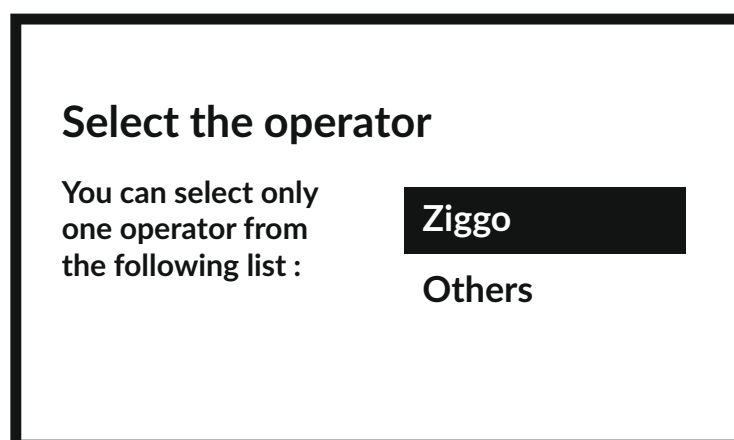 Select the operator
You can select only
one operator from
the following list :
Ziggo
Others